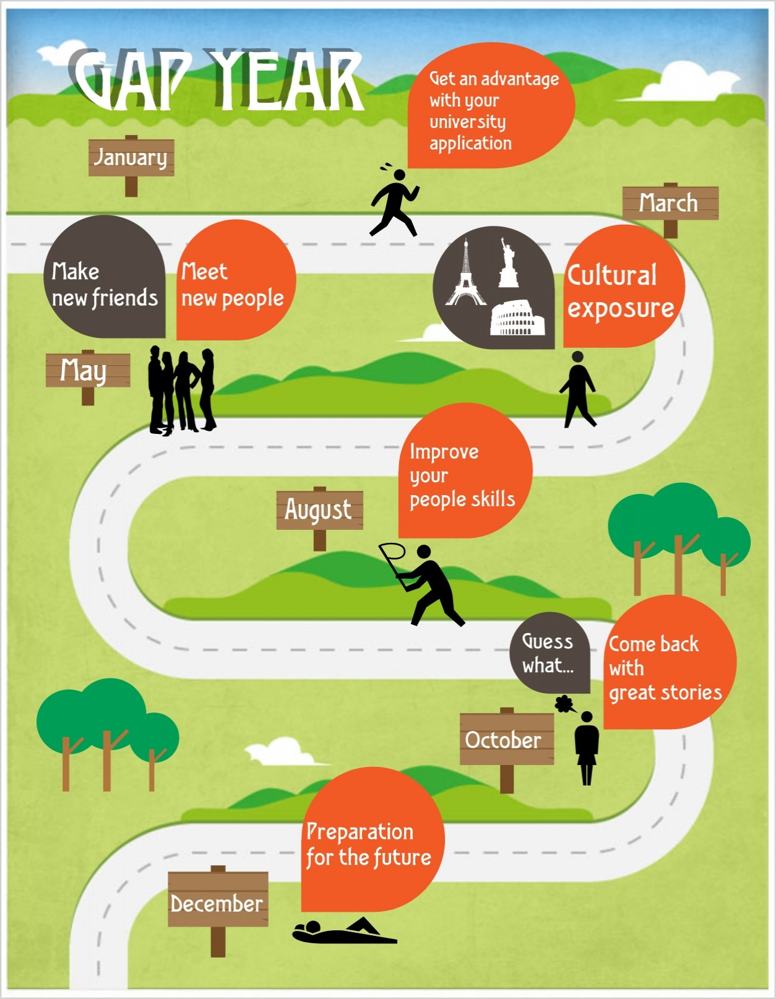 GAP YEAR
Get an advantage
with your
university
application
January
March
Make
new friends
Meet
new people
Cultural
exposure
May
Improve
your
people skills
August
Guess
what...
Come back
with
great stories
October
Preparation
for the future
December